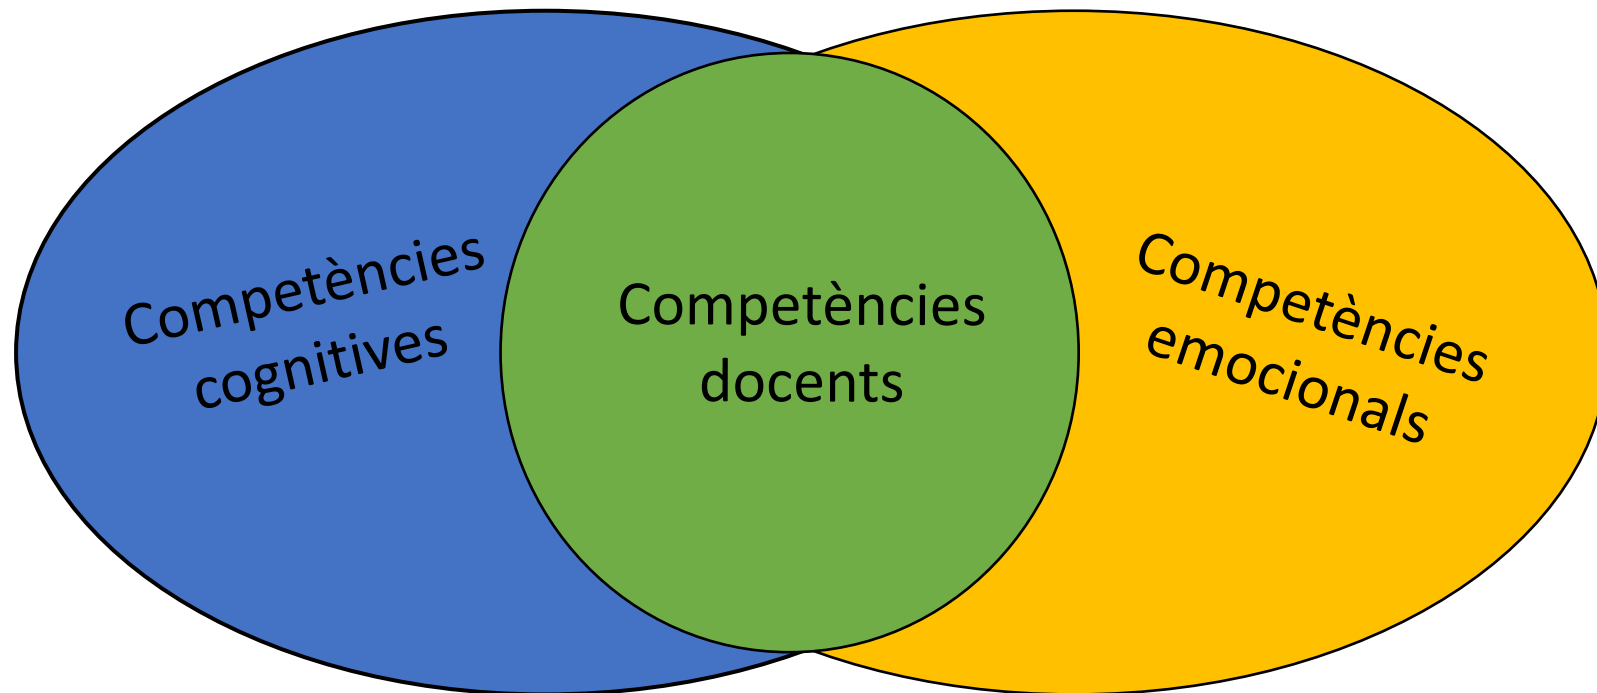 Competències
cognitives
Competències
docents
Competències
emocionals